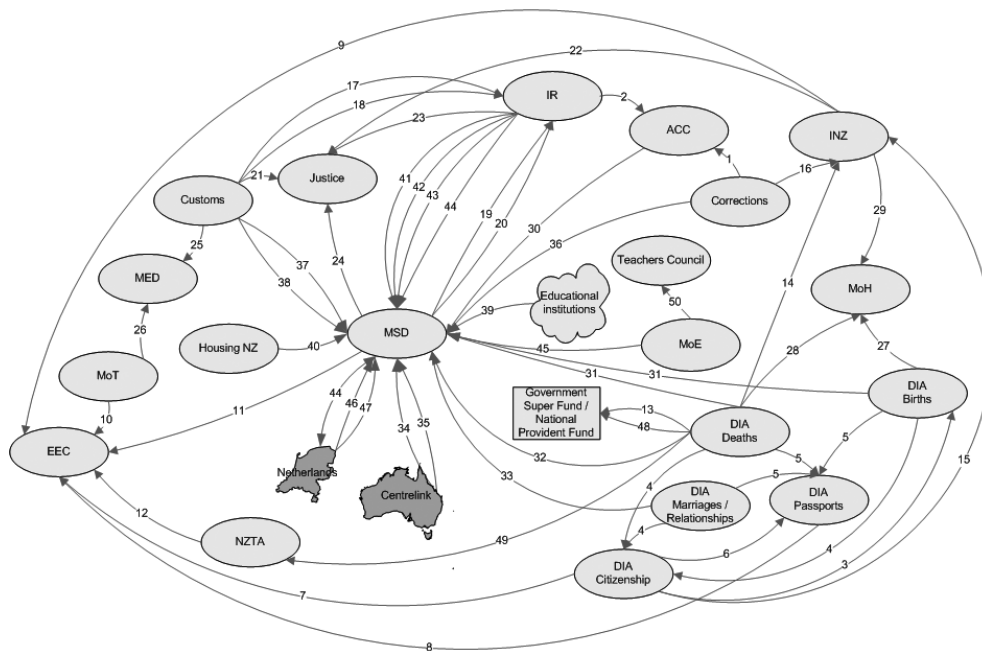 9
22
17
IR
2
18
ACC
INZ
23
1
16
21
Justice
41
42
43
44
Customs
Corrections
19
20
30
36
29
25
37
24
Teachers Council
MED
38
14
MoH
Educational
institutions
39
50
26
MSD
Housing NZ
40
45
MoE
28
27
MoT
31
31
DIA
Births
44
46
47
Government
Super Fund /
National
Provident Fund
13
48
DIA
Deaths
10
11
34
35
EEC
5
5
32
33
Netherlands
5
15
Centrelink
4
DIA
Marriages /
Relationships
DIA
Passports
12
4
NZTA
49
6
4
3
DIA
Citizenship
7
8